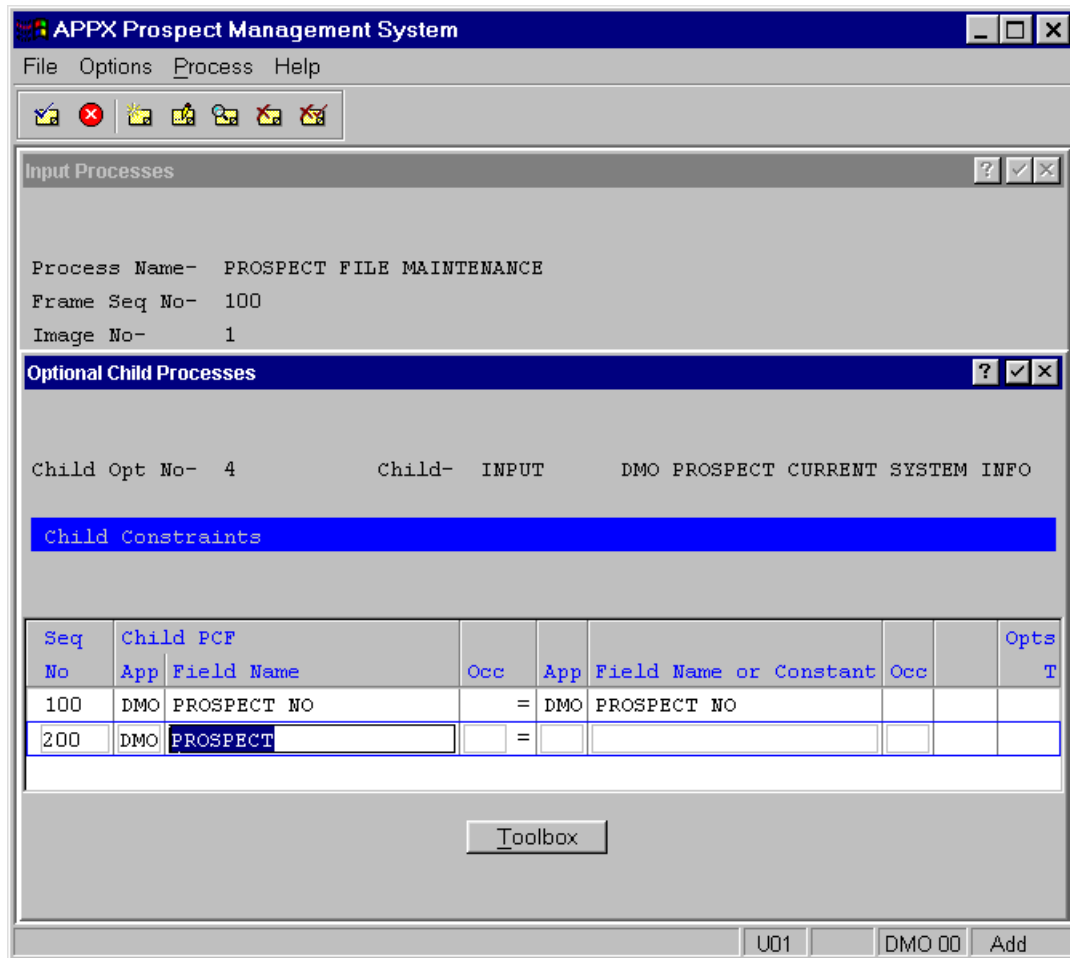 APPX Prospect Management System
File Options Process Help
Input Processes
Process Name- PROSPECT FILE MAINTENANCE
Frame Seq No- 100
Image No- 1
Optional Child Processes
Child Opt No- 4 Child- INPUT DMO PROSPECT CURRENT SYSTEM INFO
Child Constraints
Seq Child PCF Opts
No App Field Name Occ App Field Name or Constant Occ T
100 DMO PROSPECT NO = DMO PROSPECT NO
200 DMO PROSPECT =
Toolbox
U01 DMO 00 Add